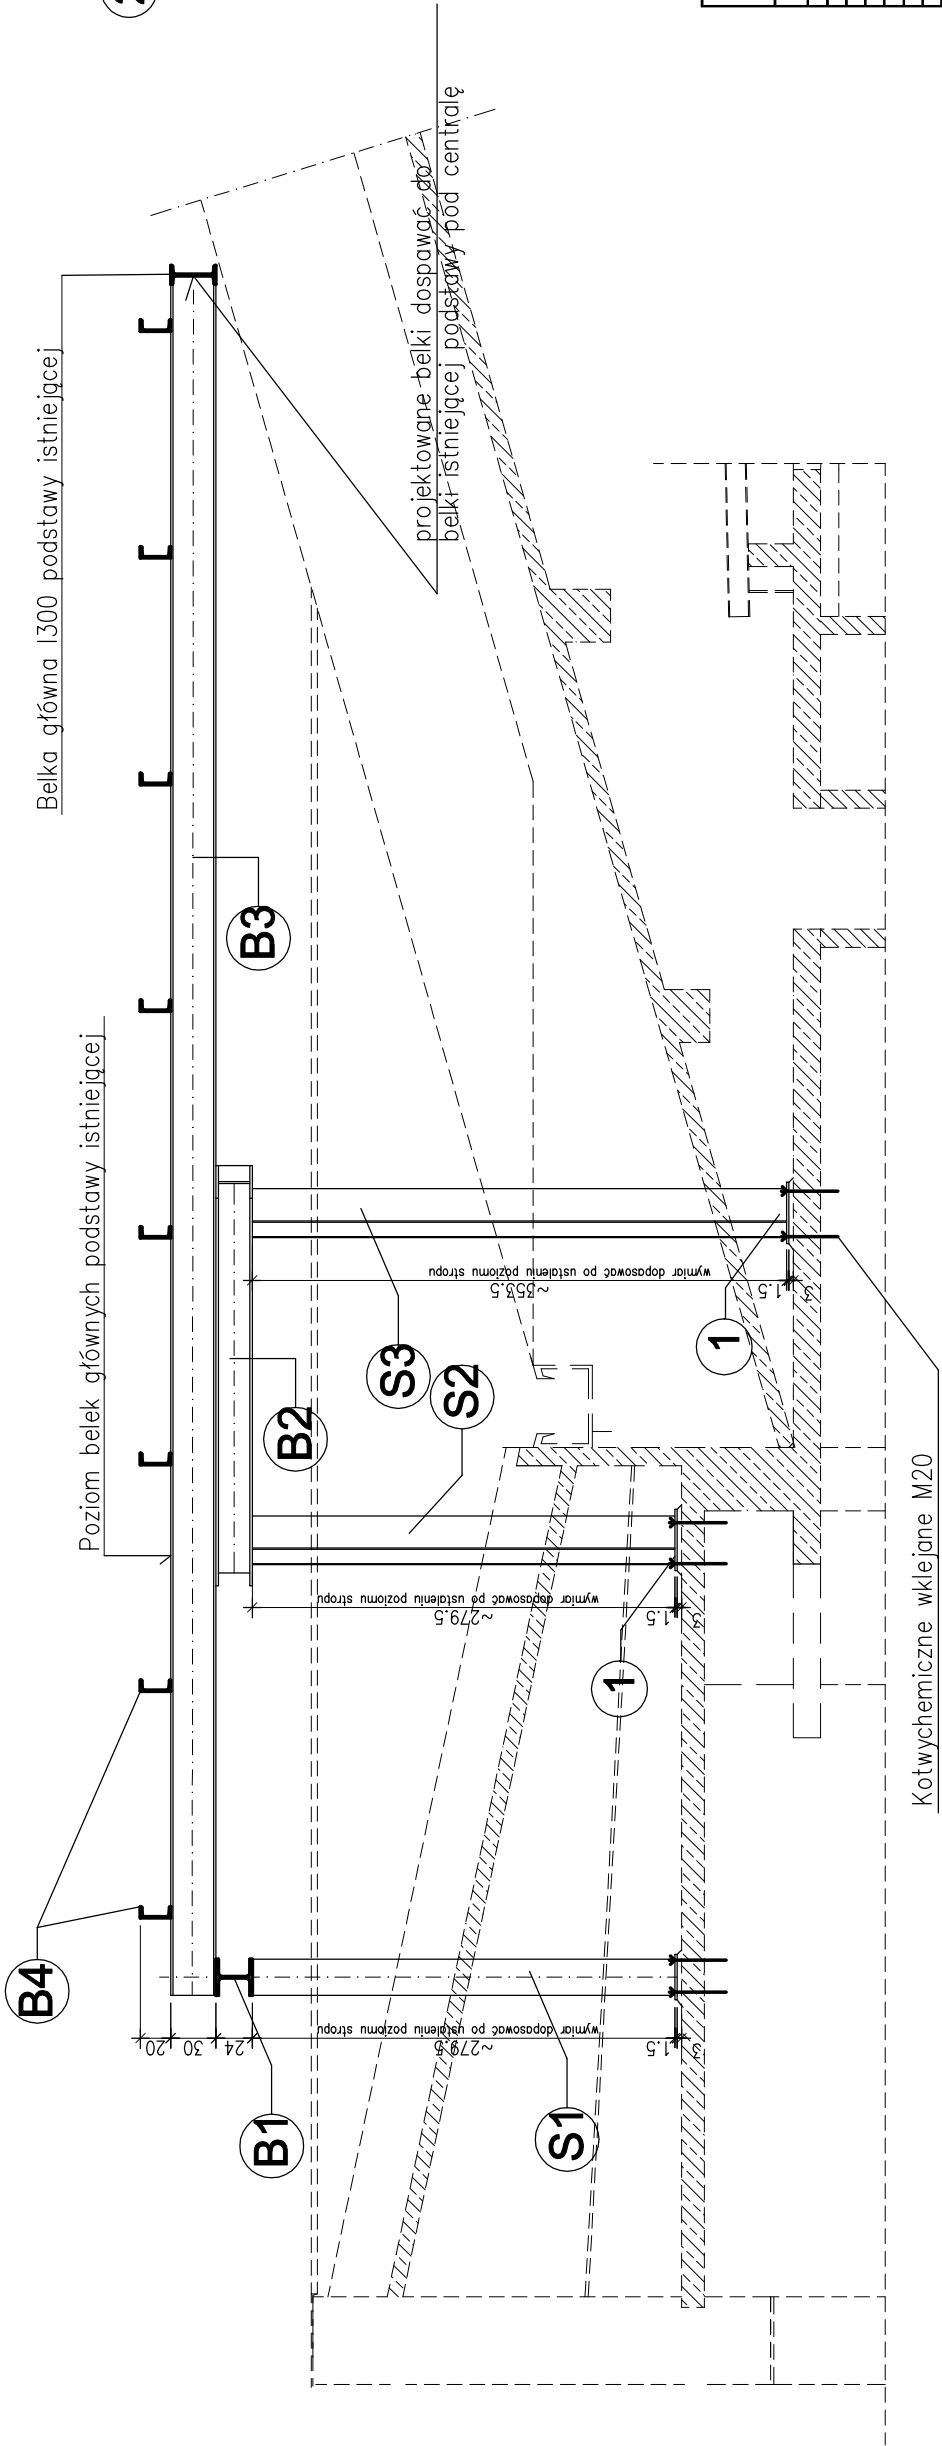 Belka główna I300 podstawy istniejącej
Poziom belek głównych podstawy istniejącej
projektowane belki dospawać do
belki istniejącej podstawy pod centralę
B4
B3
B2
B1
S3
S2
S1
1
1
20
30
24
~279.5
wymiar dopasować po ustaleniu poziomu stropu
1.5
3
~279.5
wymiar dopasować po ustaleniu poziomu stropu
1.5
3
~353.5
wymiar dopasować po ustaleniu poziomu stropu
1.5
3
Kotwychemiczne wklejane M20